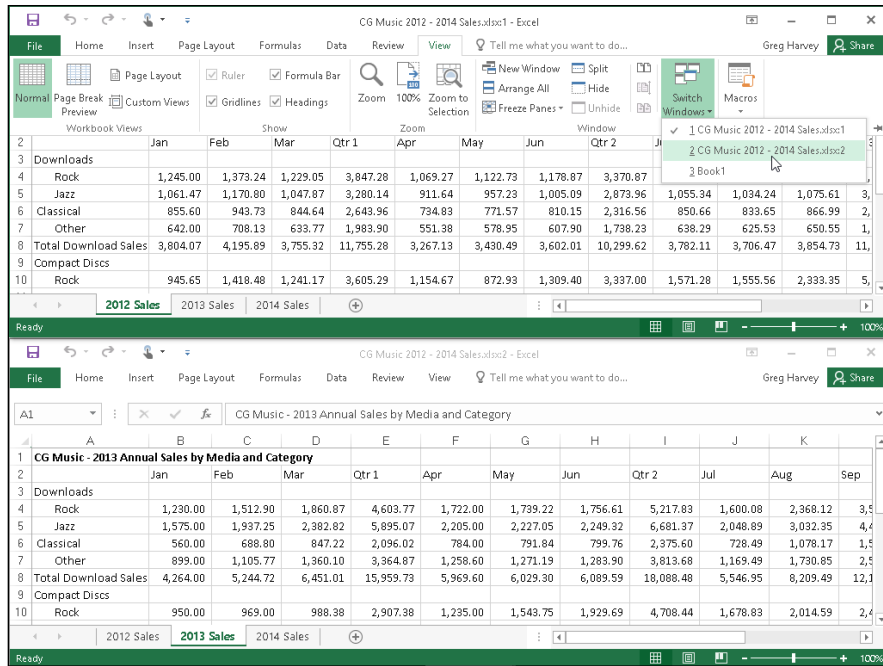 CG Music 2012 - 2014 Sales.xlsx:1 - Excel
File Home Insert Page Layout Formulas Data Review View Tell me what you want to do... Greg Harvey Share
Normal Page Break Preview Page Layout Custom Views Ruler Formula Bar Gridlines Headings Zoom 100% Zoom to Selection New Window Arrange All Freeze Panes Split Hide Unhide Switch Windows Macros
Workbook Views Show Zoom Window
1 CG Music 2012 - 2014 Sales.xlsx:1
2 CG Music 2012 - 2014 Sales.xlsx:2
3 Book1
2 Jan Feb Mar Qtr 1 Apr May Jun Qtr 2
3 Downloads
4 Rock 1,245.00 1,373.24 1,229.05 3,847.28 1,069.27 1,122.73 1,178.87 3,370.87
5 Jazz 1,061.47 1,170.80 1,047.87 3,280.14 911.64 957.23 1,005.09 2,873.96 1,055.34 1,034.24 1,075.61 3,
6 Classical 855.60 943.73 844.64 2,643.96 734.83 771.57 810.15 2,316.56 850.66 833.65 866.99 2,
7 Other 642.00 708.13 633.77 1,983.90 551.38 578.95 607.90 1,738.23 638.29 625.53 650.55 1,
8 Total Download Sales 3,804.07 4,195.89 3,755.32 11,755.28 3,267.13 3,430.49 3,602.01 10,299.62 3,782.11 3,706.47 3,854.73 11,
9 Compact Discs
10 Rock 945.65 1,418.48 1,241.17 3,605.29 1,154.67 872.93 1,309.40 3,337.00 1,571.28 1,555.56 2,333.35 5,
2012 Sales 2013 Sales 2014 Sales
Ready 100%
CG Music 2012 - 2014 Sales.xlsx:2 - Excel
File Home Insert Page Layout Formulas Data Review View Tell me what you want to do... Greg Harvey Share
A1 fx CG Music - 2013 Annual Sales by Media and Category
A B C D E F G H I J K
1 CG Music - 2013 Annual Sales by Media and Category
2 Jan Feb Mar Qtr 1 Apr May Jun Qtr 2 Jul Aug Sep
3 Downloads
4 Rock 1,230.00 1,512.90 1,860.87 4,603.77 1,722.00 1,739.22 1,756.61 5,217.83 1,600.08 2,368.12 3,5
5 Jazz 1,575.00 1,937.25 2,382.82 5,895.07 2,205.00 2,227.05 2,249.32 6,681.37 2,048.89 3,032.35 4,4
6 Classical 560.00 688.80 847.22 2,096.02 784.00 791.84 799.76 2,375.60 728.49 1,078.17 1,5
7 Other 899.00 1,105.77 1,360.10 3,364.87 1,258.60 1,271.19 1,283.90 3,813.68 1,169.49 1,730.85 2,5
8 Total Download Sales 4,264.00 5,244.72 6,451.01 15,959.73 5,969.60 6,029.30 6,089.59 18,088.48 5,546.95 8,209.49 12,1
9 Compact Discs
10 Rock 950.00 969.00 988.38 2,907.38 1,235.00 1,543.75 1,929.69 4,708.44 1,678.83 2,014.59 2,4
2012 Sales 2013 Sales 2014 Sales
Ready 100%